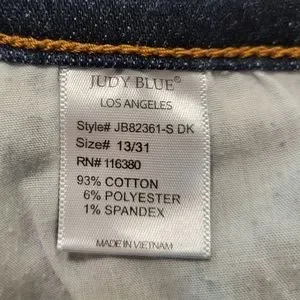 JUDY BLUE®
LOS ANGELES
Style# JB82361-S DK
Size# 13/31
RN# 116380
93% COTTON
6% POLYESTER
1% SPANDEX
MADE IN VIETNAM